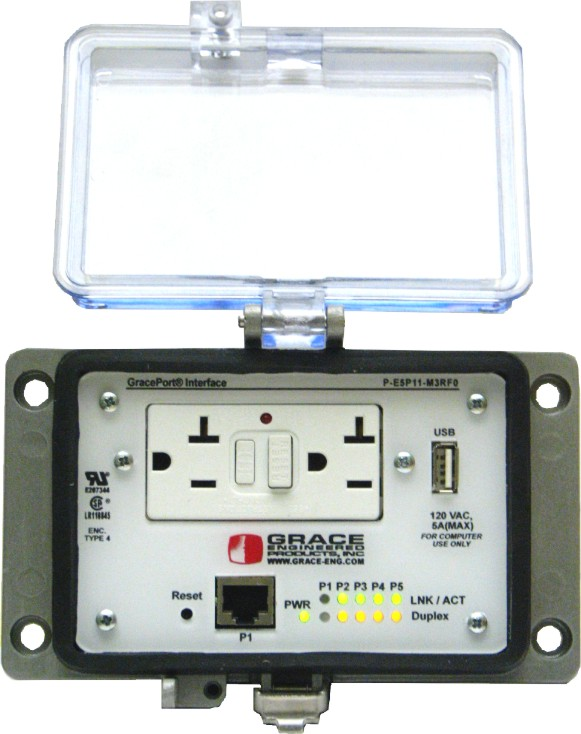 GracePort® Interface
P-E5P11-M3RF0
USB
E287344
LR118645
ENC.
TYPE 4
120 VAC,
5A(MAX)
FOR COMPUTER
USE ONLY
GRACE
ENGINEERED
PRODUCTS, INC.
WWW.GRACE-ENG.COM
P1 P2 P3 P4 P5
Reset
LNK / ACT
PWR
Duplex
P1